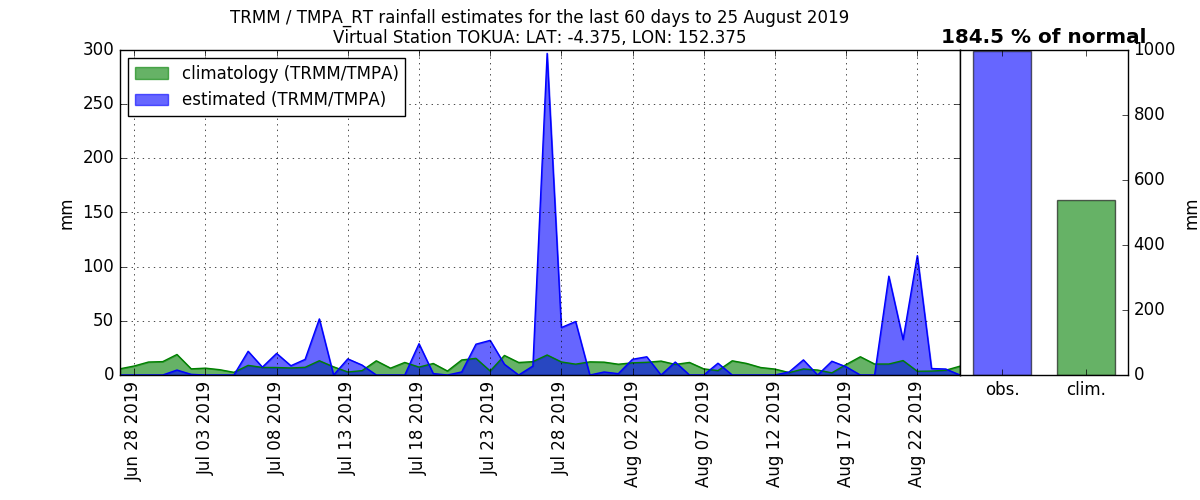 TRMM / TMPA_RT rainfall estimates for the last 60 days to 25 August 2019
Virtual Station TOKUA: LAT: -4.375, LON: 152.375
184.5 % of normal
climatology (TRMM/TMPA)
estimated (TRMM/TMPA)
300
250
200
150
100
50
0
mm
Jun 28 2019
Jul 03 2019
Jul 08 2019
Jul 13 2019
Jul 18 2019
Jul 23 2019
Jul 28 2019
Aug 02 2019
Aug 07 2019
Aug 12 2019
Aug 17 2019
Aug 22 2019
obs.
clim.
1000
800
600
400
200
0
mm